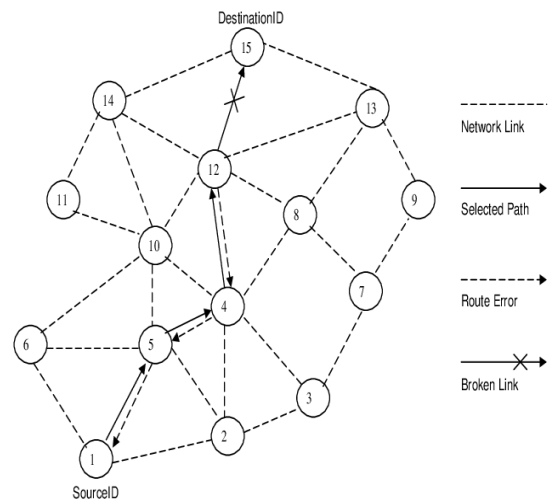 DestinationID
15
14
13
Network Link
12
11
9
8
Selected Path
10
7
4
Route Error
6
5
3
Broken Link
2
1
SourceID